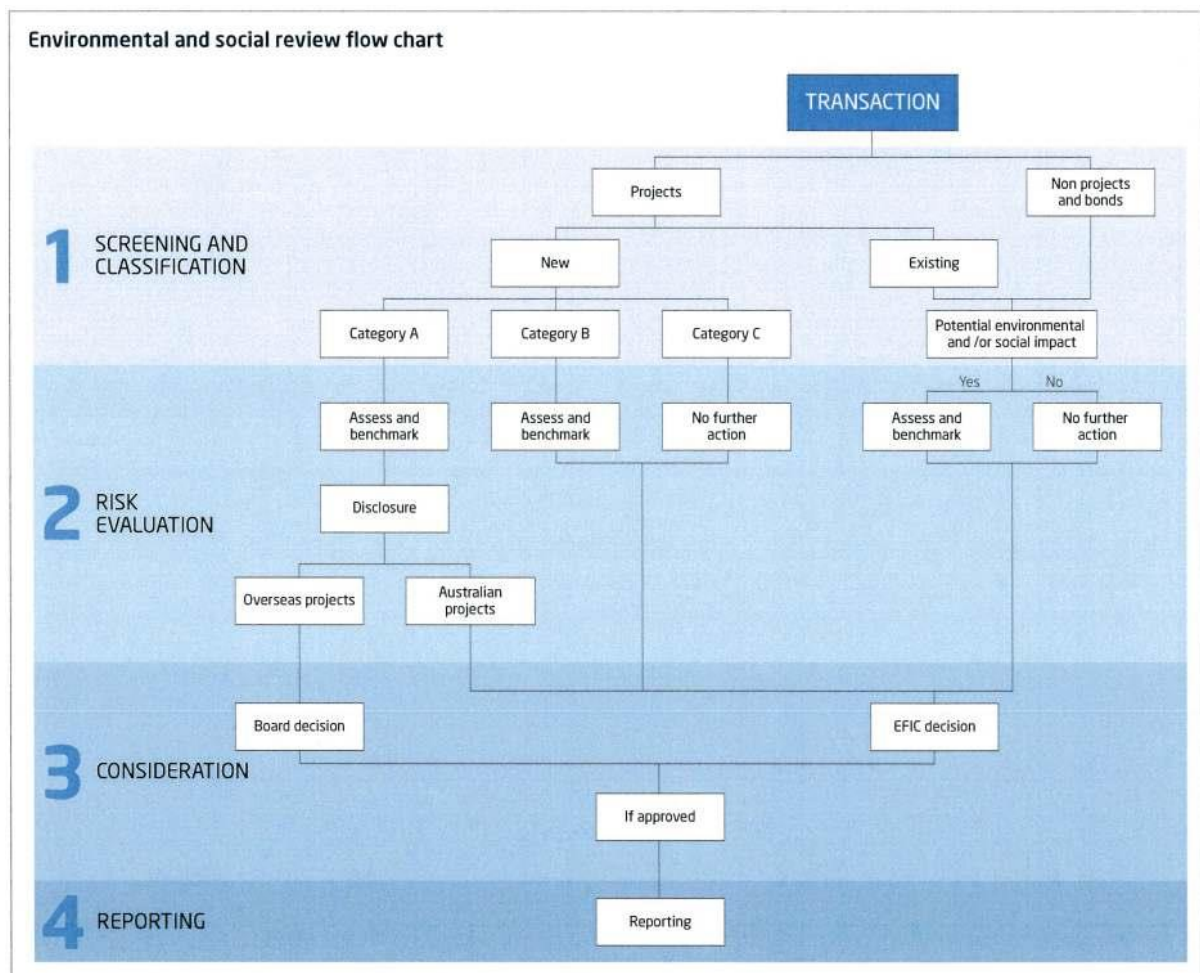 Environmental and social review flow chart
TRANSACTION
Projects
Non projects
and bonds
1
SCREENING AND
CLASSIFICATION
New
Existing
Category A
Category B
Category C
Potential environmental
and /or social impact
Yes
No
Assess and
benchmark
Assess and
benchmark
No further
action
Assess and
benchmark
No further
action
2
RISK
EVALUATION
Disclosure
Overseas projects
Australian
projects
Board decision
EFIC decision
3
CONSIDERATION
If approved
4
REPORTING
Reporting